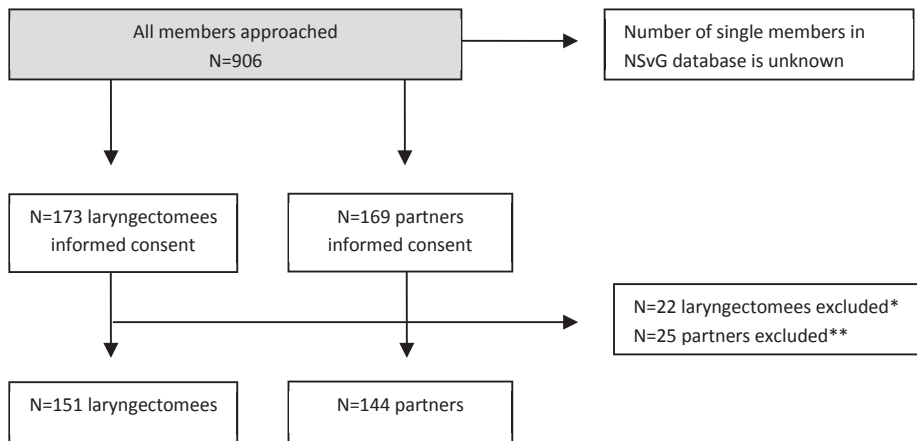 All members approached
N=906
Number of single members in
NSvG database is unknown
N=173 laryngectomees
informed consent
N=169 partners
informed consent
N=22 laryngectomees excluded*
N=25 partners excluded**
N=151 laryngectomees
N=144 partners